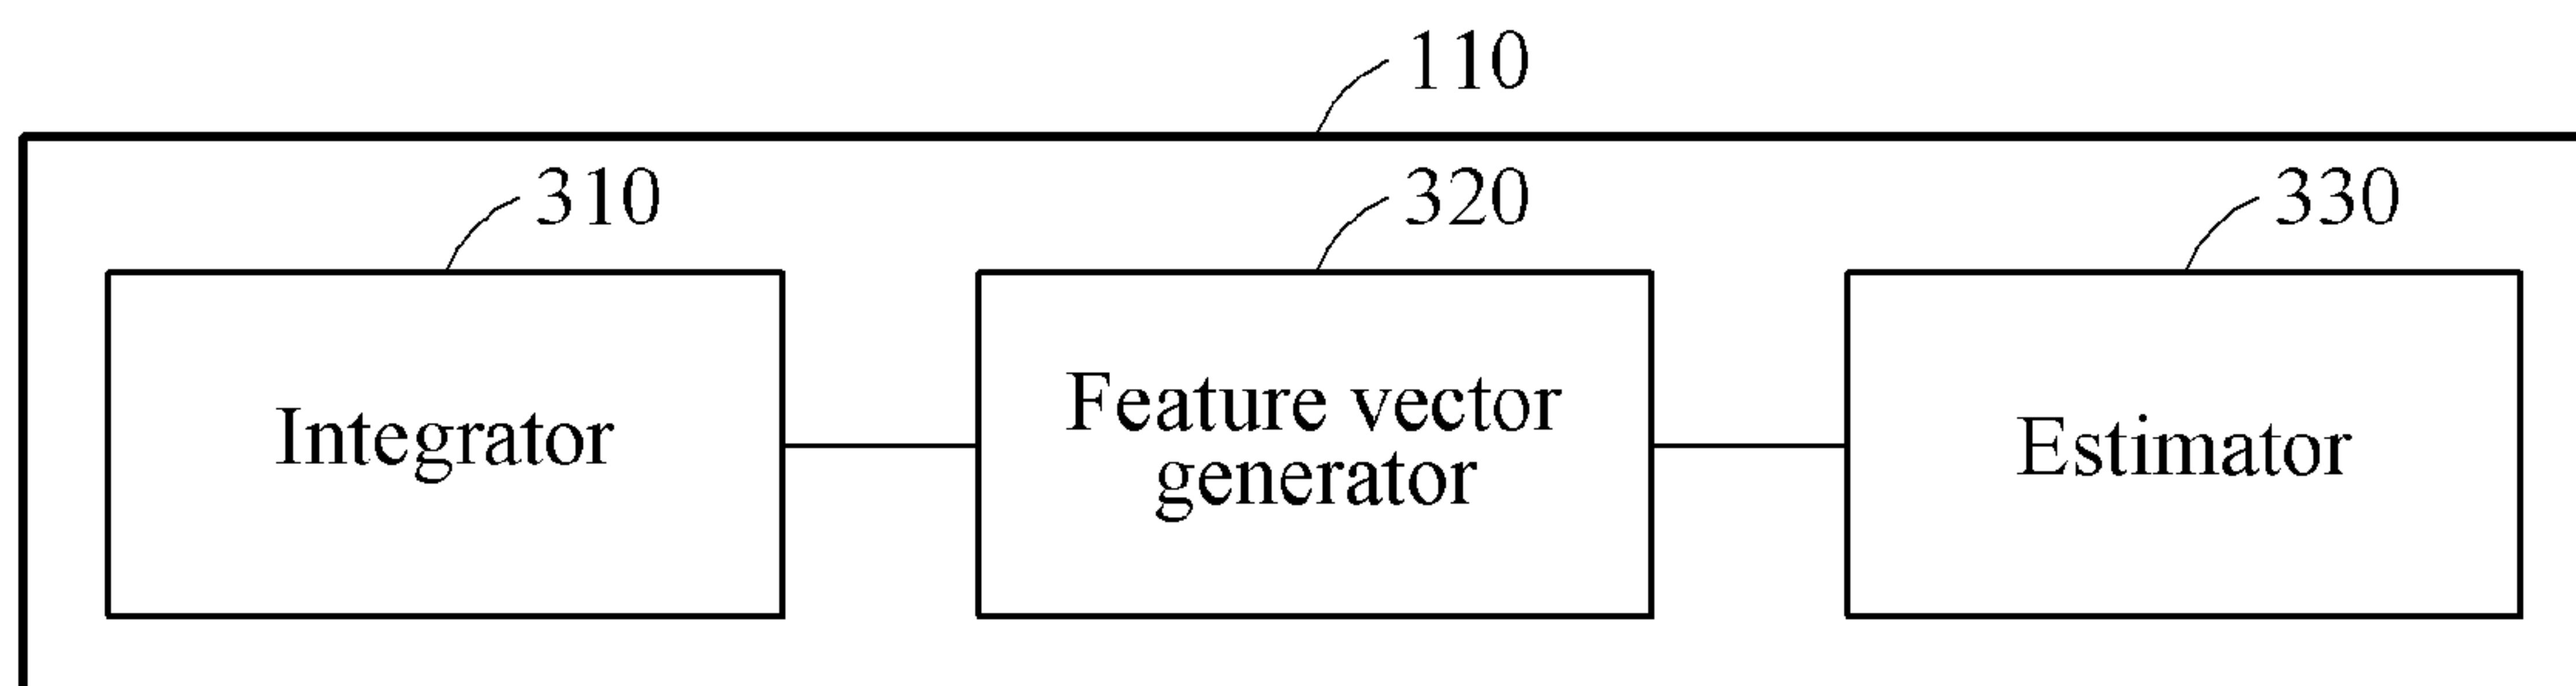 110
310
320
330
Integrator
Feature vector
generator
Estimator